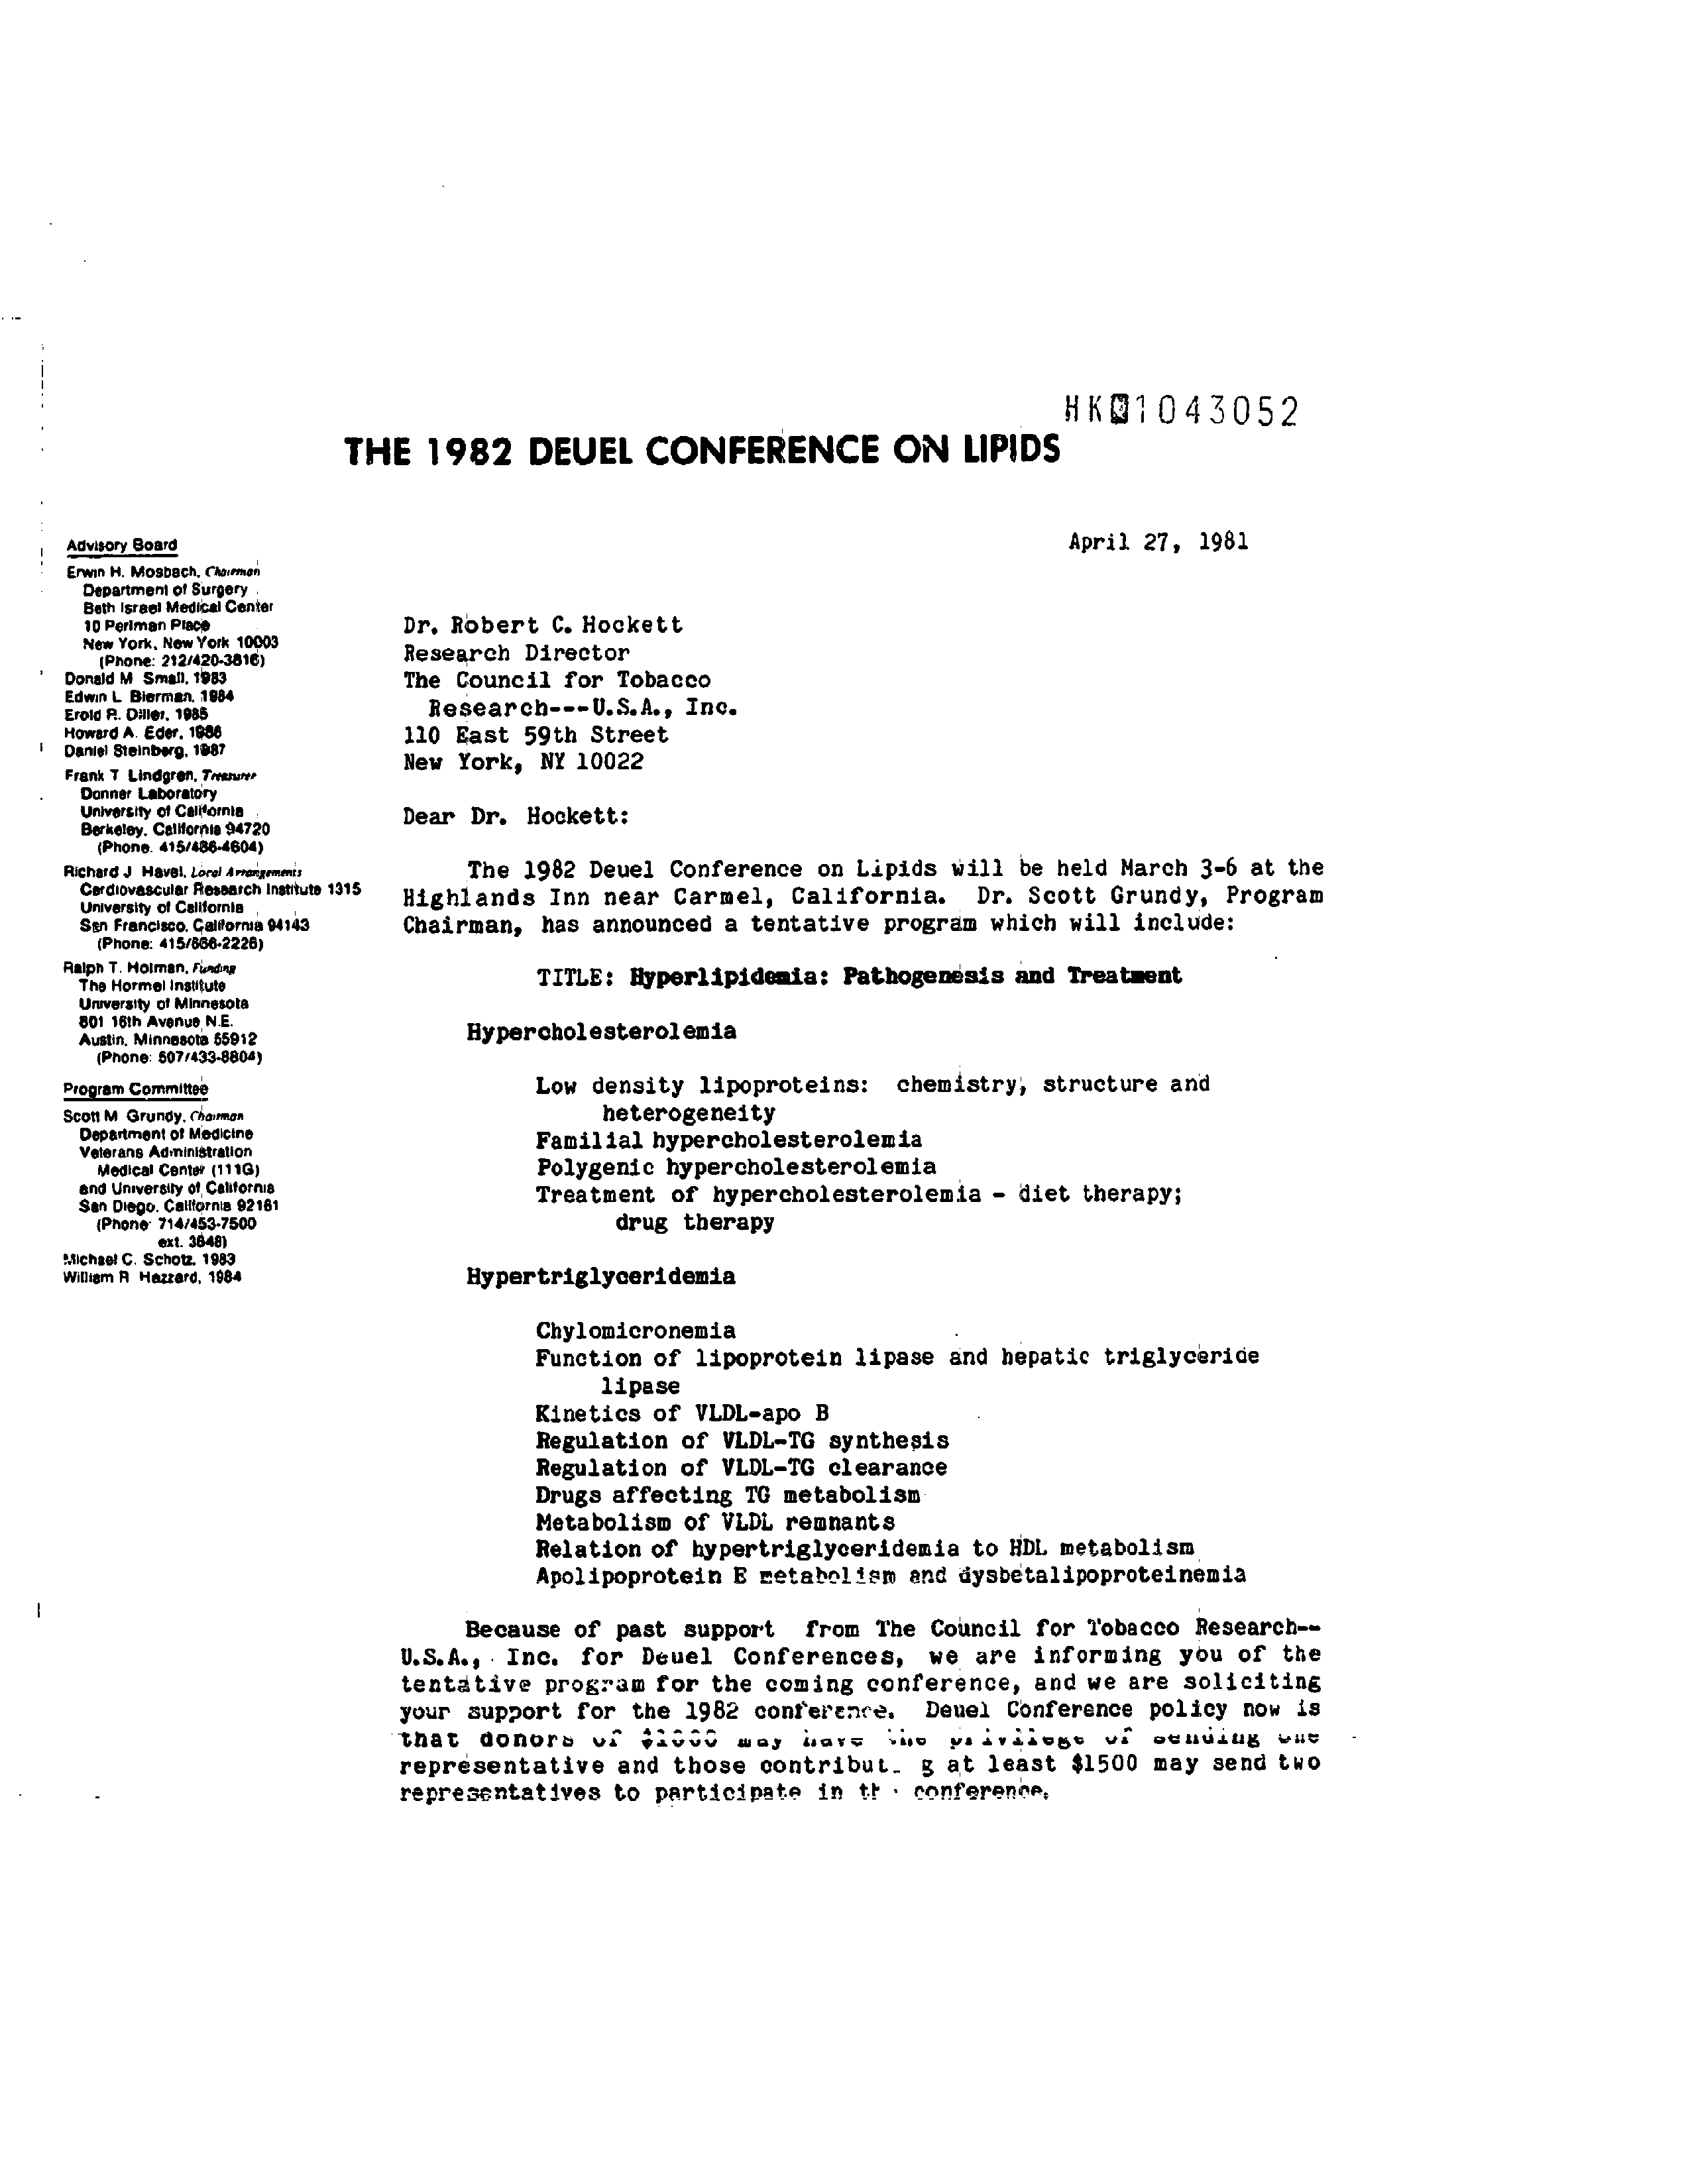 HK01043052
THE 1982 DEUEL CONFERENCE ON LIPIDS
April 27, 1981
Advisory Board
Erwin H. Mosbach, Chairman
Department of Surgery
Beth Israel Medical Center
10 Perlman Place
New York, New York 10003
(Phone: 212/420-3816)
Donald M Small, 1983
Edwin L Bierman, 1984
Erold R. Diller, 1985
Howard A. Eder, 1986
Daniel Steinberg, 1987
Frank T Lindgren, Treasurer
Donner Laboratory
University of California
Berkeley, California 94720
(Phone. 415/486-4604)
Richard J Havel, Local Arrangements
Cardiovascular Research Institute 1315
University of California
San Francisco, California 94143
(Phone: 415/666-2226)
Ralph T. Holman, Funding
The Hormel Institute
University of Minnesota
801 16th Avenue N.E.
Austin, Minnesota 55912
(Phone: 507/433-8804)
Program Committee
Scott M Grundy, Chairman
Department of Medicine
Veterans Administration
Medical Center (111G)
and University of California
San Diego, California 92161
(Phone 714/453-7500
ext. 3648)
Michael C. Schotz, 1983
William R Hazzard, 1984
Dr. Robert C. Hockett
Research Director
The Council for Tobacco
Research---U.S.A., Inc.
110 East 59th Street
New York, NY 10022
Dear Dr. Hockett:
The 1982 Deuel Conference on Lipids will be held March 3-6 at the
Highlands Inn near Carmel, California. Dr. Scott Grundy, Program
Chairman, has announced a tentative program which will include:
TITLE: Hyperlipidemia: Pathogenesis and Treatment
Hypercholesterolemia
Low density lipoproteins: chemistry, structure and
heterogeneity
Familial hypercholesterolemia
Polygenic hypercholesterolemia
Treatment of hypercholesterolemia - diet therapy;
drug therapy
Hypertriglyceridemia
Chylomicronemia
Function of lipoprotein lipase and hepatic triglyceride
lipase
Kinetics of VLDL-apo B
Regulation of VLDL-TG synthesis
Regulation of VLDL-TG clearance
Drugs affecting TG metabolism
Metabolism of VLDL remnants
Relation of hypertriglyceridemia to HDL metabolism
Apolipoprotein E metabolism and dysbetalipoproteinemia
Because of past support from The Council for Tobacco Research--
U.S.A., Inc. for Deuel Conferences, we are informing you of the
tentative program for the coming conference, and we are soliciting
your support for the 1982 conference. Deuel Conference policy now is
that donors of $1000 may have the privilege of sending one
representative and those contribut g at least $1500 may send two
representatives to participate in th conference.